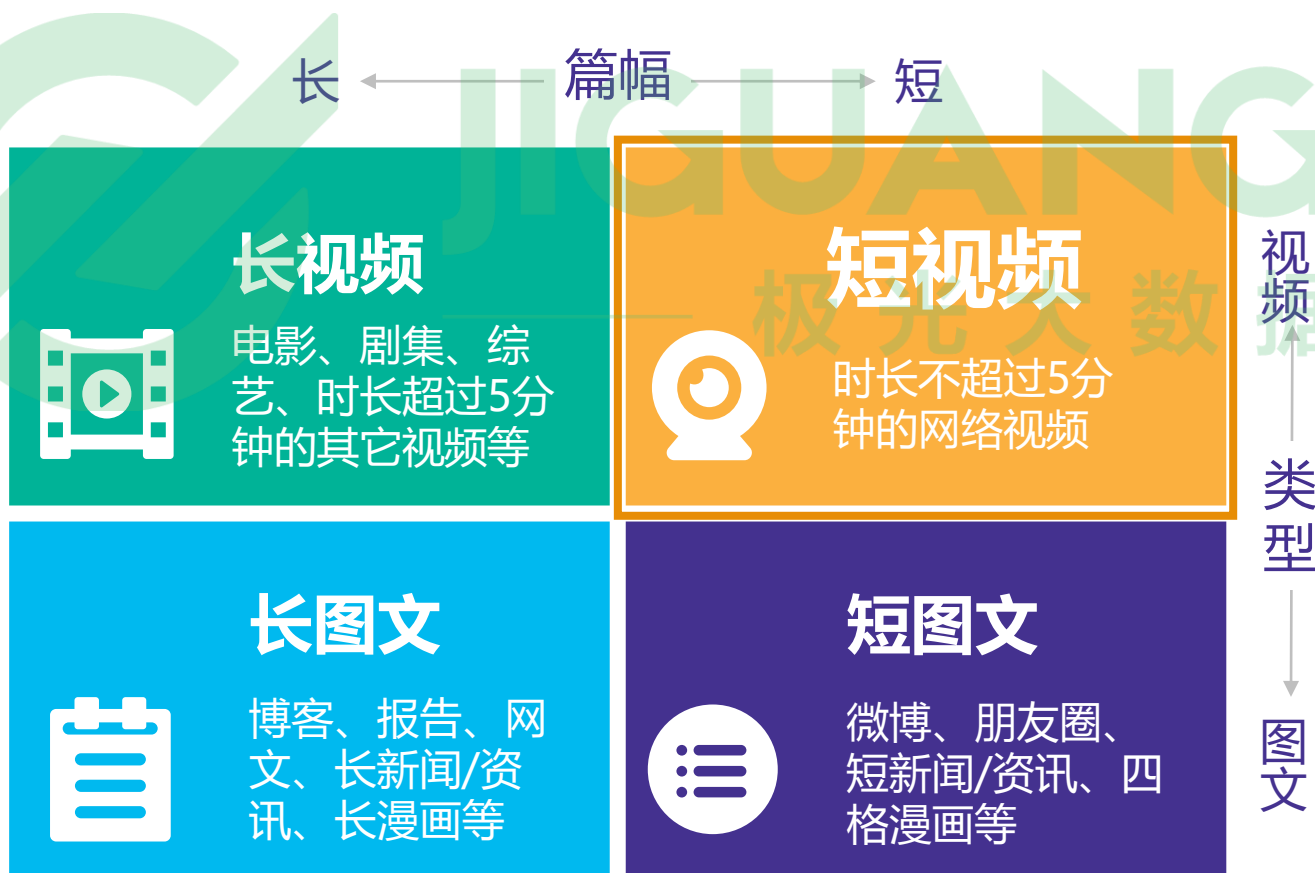 长 篇幅 短
JIGUANG
极光大数据
长视频
电影、剧集、综
艺、时长超过5分
钟的其它视频等
短视频
时长不超过5分
钟的网络视频
视频
类型
图文
长图文
博客、报告、网
文、长新闻/资
讯、长漫画等
短图文
微博、朋友圈、
短新闻/资讯、四
格漫画等